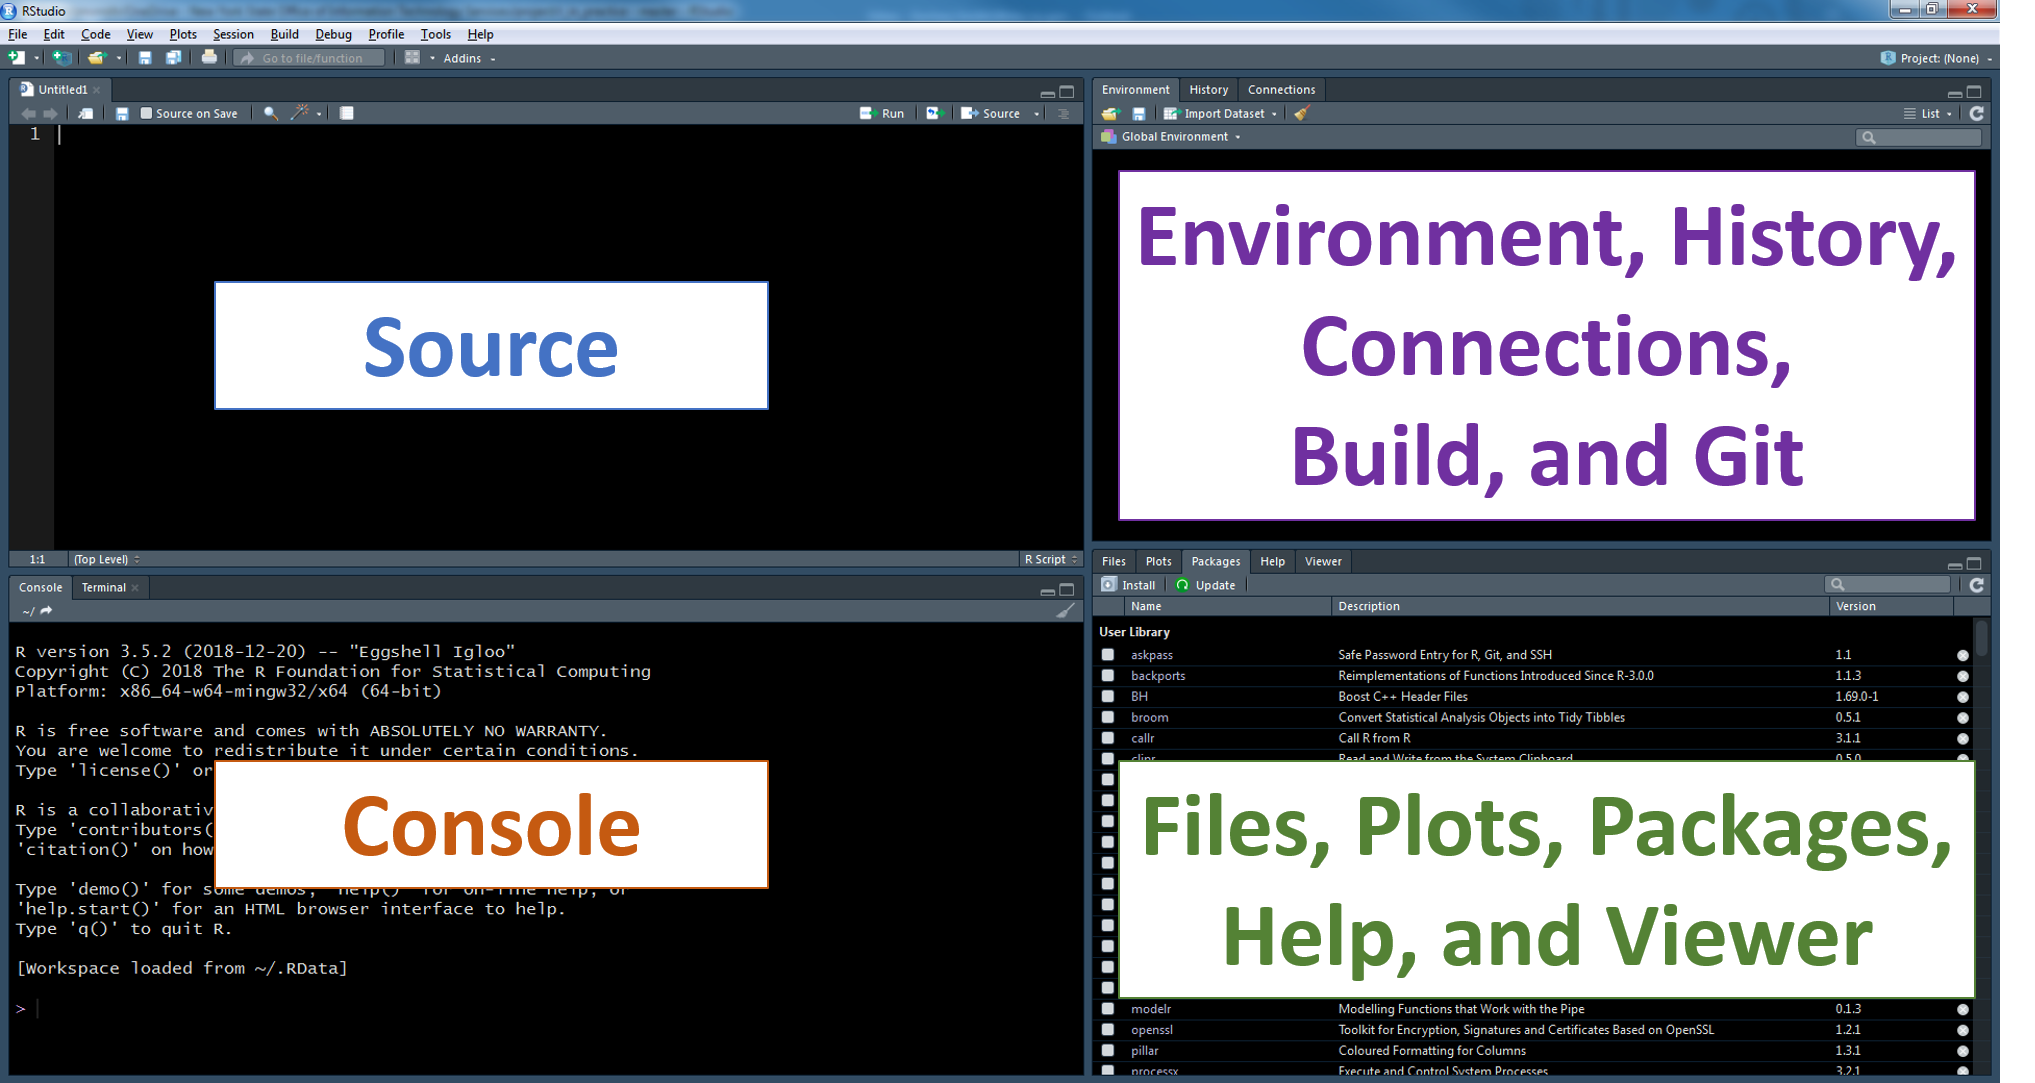 RStudio
File Edit Code View Plots Session Build Debug Profile Tools Help
Go to file/function Addins Project: (None)
Untitled1
Source on Save Run Source
1
Source
1:1 (Top Level) R Script
Console Terminal
~/
R version 3.5.2 (2018-12-20) -- "Eggshell Igloo"
Copyright (C) 2018 The R Foundation for Statistical Computing
Platform: x86_64-w64-mingw32/x64 (64-bit)
R is free software and comes with ABSOLUTELY NO WARRANTY.
You are welcome to redistribute it under certain conditions.
Type 'license()' or
R is a collaborativ
Type 'contributors(
'citation()' on how
Console
Type 'demo()' for some demos, 'help()' for on-line help, or
'help.start()' for an HTML browser interface to help.
Type 'q()' to quit R.
[Workspace loaded from ~/.RData]
>
Environment History Connections
Import Dataset List
Global Environment
Environment, History,
Connections,
Build, and Git
Files Plots Packages Help Viewer
Install Update
Name Description Version
User Library
askpass Safe Password Entry for R, Git, and SSH 1.1
backports Reimplementations of Functions Introduced Since R-3.0.0 1.1.3
BH Boost C++ Header Files 1.69.0-1
broom Convert Statistical Analysis Objects into Tidy Tibbles 0.5.1
callr Call R from R 3.1.1
clipr Read and Write from the System Clipboard 0.5.0
Files, Plots, Packages,
Help, and Viewer
modelr Modelling Functions that Work with the Pipe 0.1.3
openssl Toolkit for Encryption, Signatures and Certificates Based on OpenSSL 1.2.1
pillar Coloured Formatting for Columns 1.3.1
processx Execute and Control System Processes 3.2.1